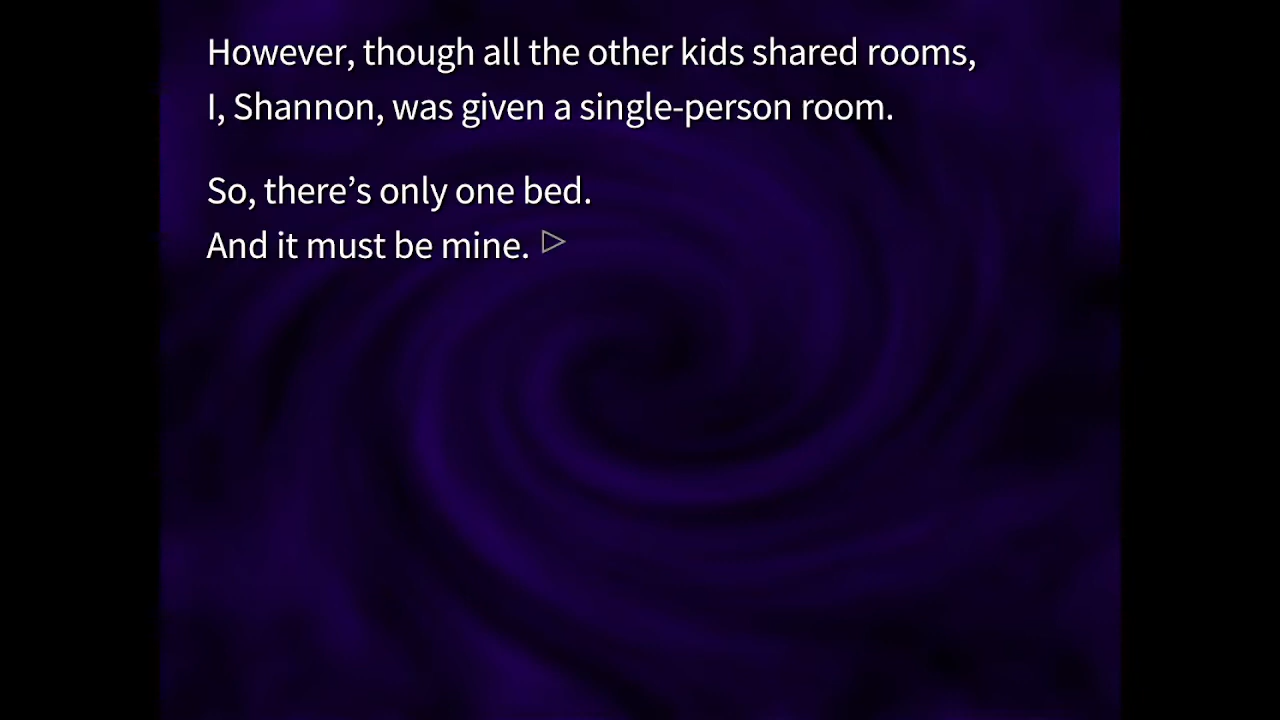 However, though all the other kids shared rooms,
I, Shannon, was given a single-person room.
So, there’s only one bed.
And it must be mine.